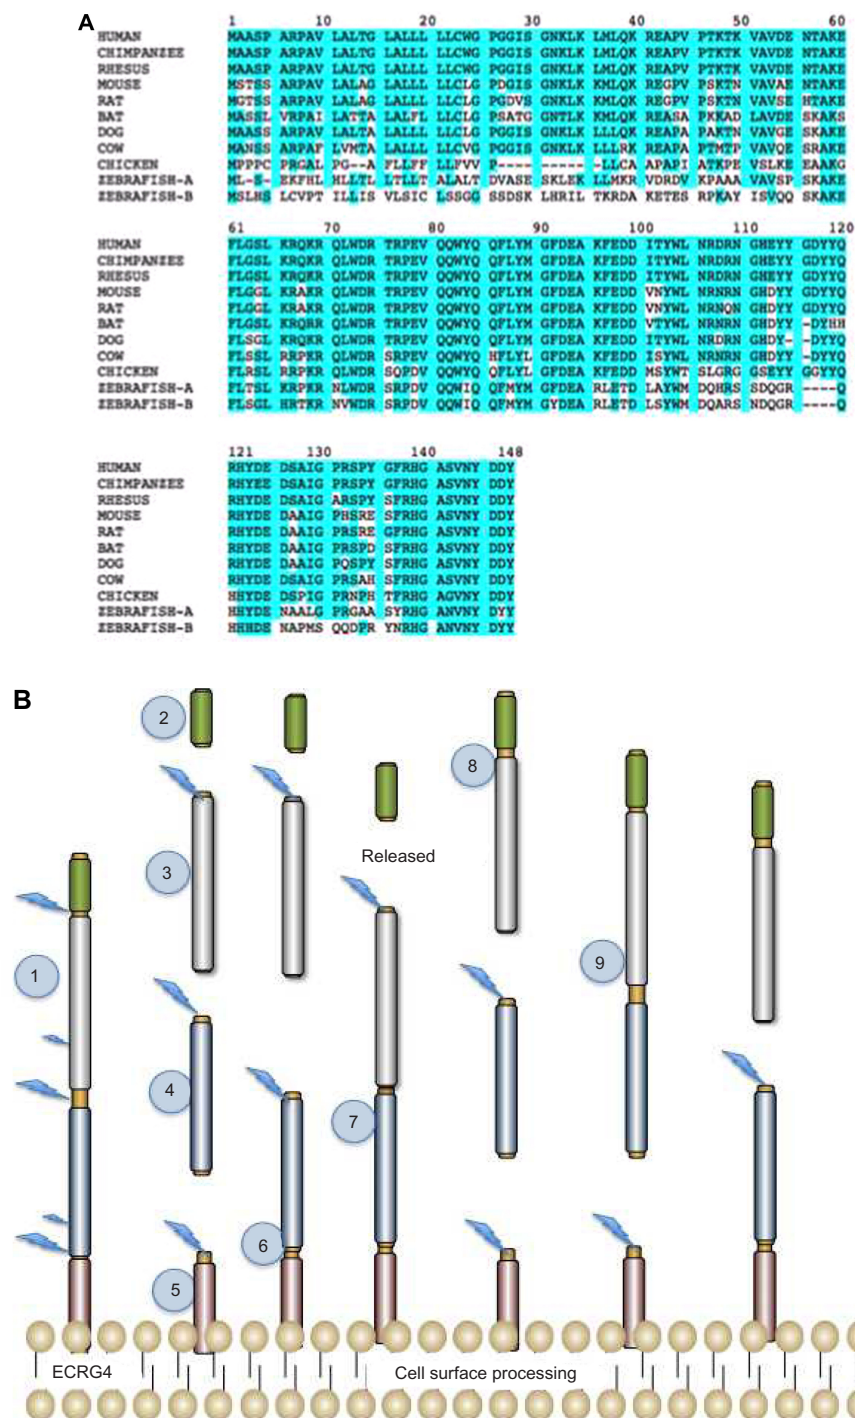 A
1 10 20 30 40 50 60
HUMAN MAASP ARPAV LALTG LALLL LLCWG PGGIS GNKLK LMLQK REAPV PTKTK VAVDE NTAKE
CHIMPANZEE MAASP ARPAV LALTG LALLL LLCWG PGGIS GNKLK LMLQK REAPV PTKTK VAVDE NTAKE
RHESUS MAASP ARPAV LALTG LALLL LLCWG PGGIS GNKLK LMLQK REAPV PTKTK VAVDE NTAKE
MOUSE MSTSS ARPAV LALAG LALLL LLCLG PDGIS GNKLK LMLQK REGPV PSKTN VAVAE NTAKE
RAT MGTSS ARPAV LALAG LALLL LLCLG PGDVS GNKLK LMLQK REGPV PSKTN VAVSE HTAKE
BAT MASSL VRPAI LATTA LALFL LLCLG PSATG GNTLK LMLQK REASA PKKAD LAVDE SKAKE
DOG MAASP ARPAV LALTA LALLL LLCLG PGGIS GNKLK LLLQK REAPA PAKTN VAVGE SKAKS
COW MANSS ARPAF LVMTA LALLL LLCVG PGGIS GNKLK LLLRK REAPA PTMTP VAVQE SRAKE
CHICKEN MPPPC PRGAL PG--A FLLFF LLFVV P---- ----- -LLCA APAPI ATKPE VSLKE EAAKG
ZEBRAFISH-A ML-S- EKFHL HLLTL LTLLT ALALT DVASE SKLEK LLMKR VDRDV KPAAA VAVSP SKAKE
ZEBRAFISH-B MSLHS LCVPT ILLIS VLSIC LSSGG SSDSK LHRIL TKRDA KETES RPKAY ISVQQ SKAKE
61 70 80 90 100 110 120
HUMAN FLGSL KRQKR QLWDR TRPEV QQWYQ QFLYM GFDEA KFEDD ITYWL NRDRN GHEYY GDYYQ
CHIMPANZEE FLGSL KRQKR QLWDR TRPEV QQWYQ QFLYM GFDEA KFEDD ITYWL NRDRN GHEYY GDYYQ
RHESUS FLGSL KRQKR QLWDR TRPEV QQWYQ QFLYM GFDEA KFEDD ITYWL NRDRN GHEYY GDYYQ
MOUSE FLGGL KRAKR QLWDR TRPEV QQWYQ QFLYM GFDEA KFEDD VNYWL NRNRN GHDYY GDYYQ
RAT FLGSL KRAKR QLWDR TRPEV QQWYQ QFLYM GFDEA KFEDD VNYWL NRNQN GHDYY GDYYQ
BAT FLGSL KRQKR QLWDR TRPEV QQWYQ QFLYM GFDEA KFEDD VTYWL NRNRN GHDYY -DYHH
DOG FLSGL KRQKR QLWDR TRPEV QQWYQ QFLYM GFDEA KFEDD ITYWL NRDRN GHDY- -DYYQ
COW FLSSL RRPKR QLWDR SRPEV QQWYQ QHFLYL GFDEA KFEDD ISYWL NRNRN GHDYY -DYYQ
CHICKEN FLRSL KRPKR QLWDR SQPDV QQWYQ QFLYL GFDEA KFEDD MSYWT SLGRG GSEYY GGYYQ
ZEBRAFISH-A FLTSL KRPKR NLWDR SRPDV QQWIQ QFMYM GFDEA RLETD LAYWM DQHRS SDQGR ----Q
ZEBRAFISH-B FLSGL HRTKR NVWDR SRPDV QQWIQ QFMYM GYDEA RLETD LSYWM DQARS NDQGR ----Q
121 130 140 148
HUMAN RHYDE DSAIG PRSPY GFRHG ASVNY DDY
CHIMPANZEE RHYEE DSAIG PRSPY GFRHG ASVNY DDY
RHESUS RHYDE DSAIG ARSPY SFRHG ASVNY DDY
MOUSE RHYDE DAAIG PHSRE SFRHG ASVNY DDY
RAT RHYDE DAAIG PRSRE GFRHG ASVNY DDY
BAT RHYDE DAAIG PRSPD SFRHG ASVNY DDY
DOG RHYDE DAAIG PQSPY SFRHG ASVNY DDY
COW RHYDE DSAIG PRSAH SFRHG ASVNY DDY
CHICKEN HHYDE DSPIG PRNPH TFRHG AGVNY DDY
ZEBRAFISH-A RHYDE NAALG PRGAA SYRHG ASVNY DYY
ZEBRAFISH-B HHHDE NAPMS QQDPR YNRHG ANVNY DDY
B
2
8
Released
3
9
1
4
7
6
5
ECRG4 Cell surface processing